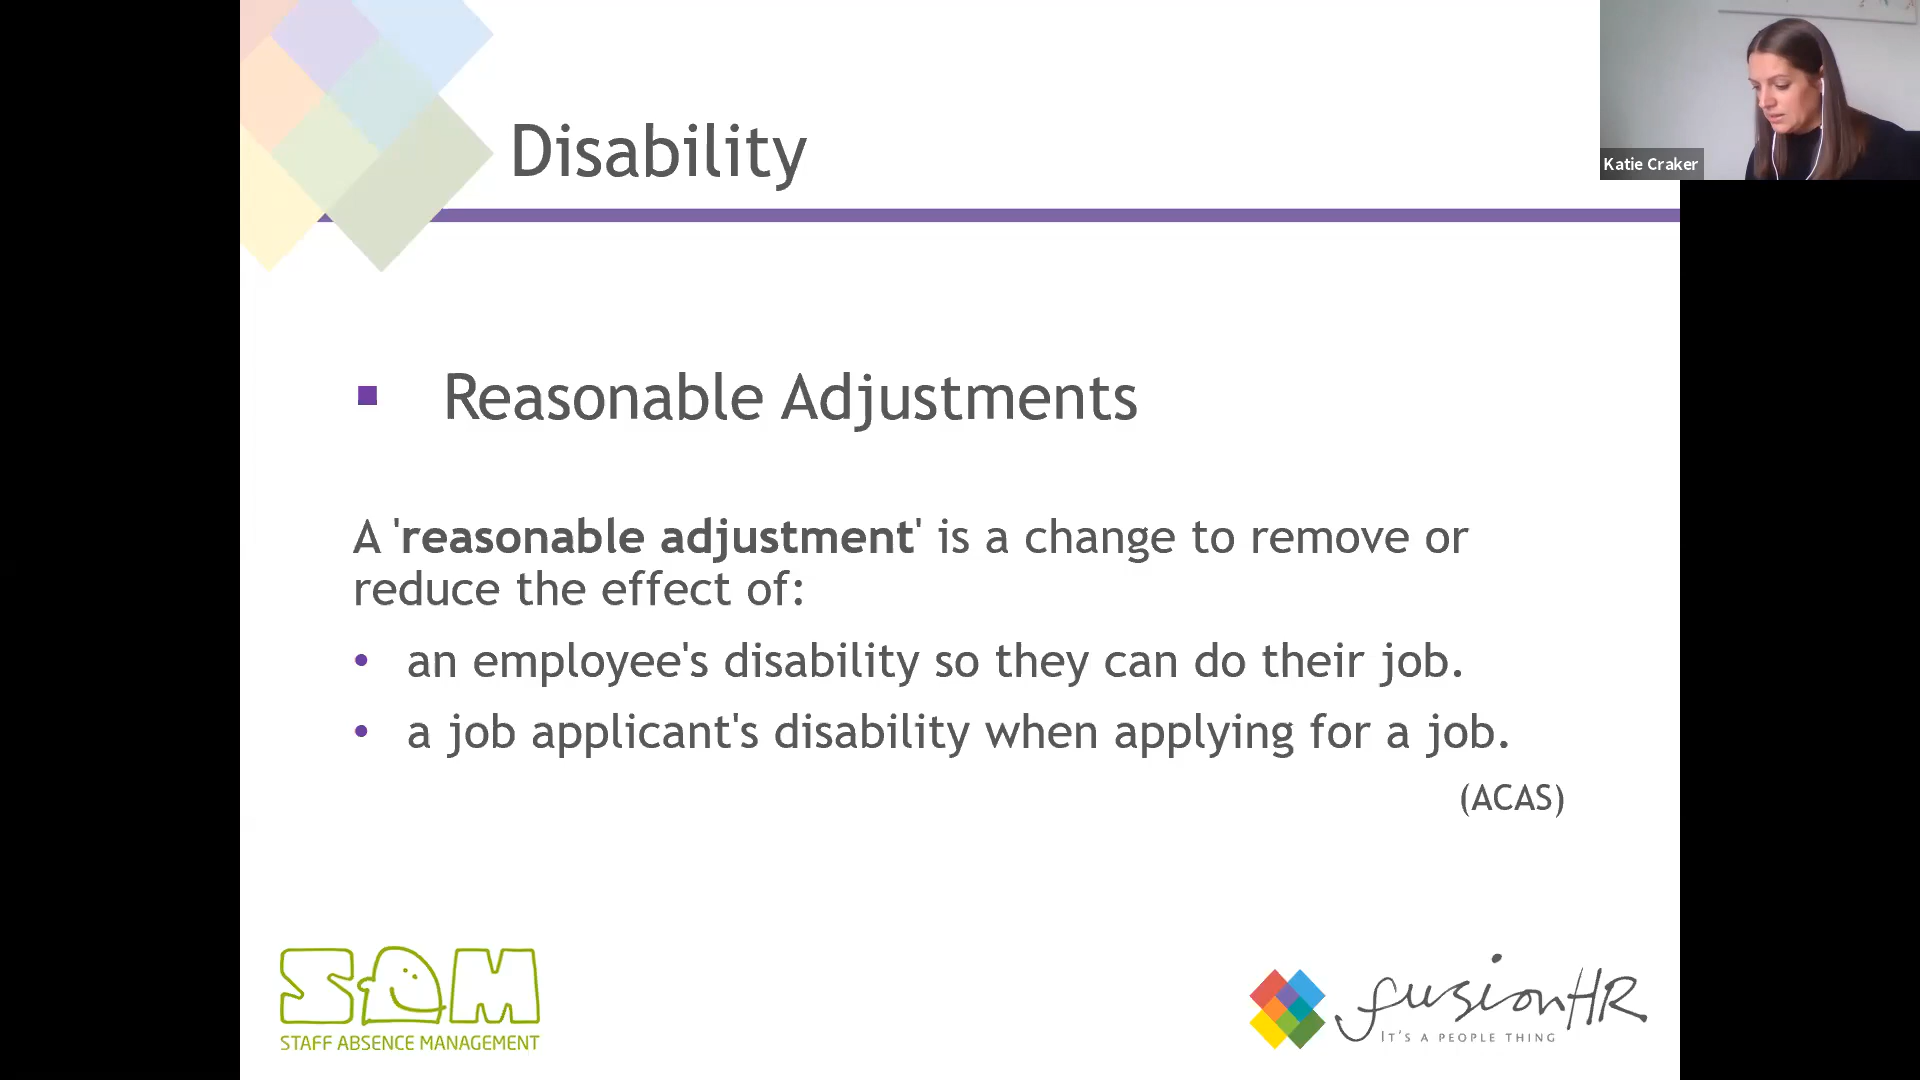 Disability
Katie Craker
▪ Reasonable Adjustments
A 'reasonable adjustment' is a change to remove or
reduce the effect of:
• an employee's disability so they can do their job.
• a job applicant's disability when applying for a job.
(ACAS)
SAM
STAFF ABSENCE MANAGEMENT
fusionHR
IT'S A PEOPLE THING